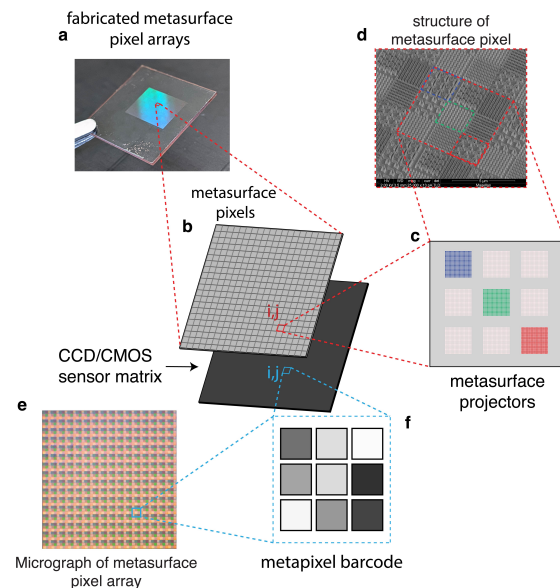 fabricated metasurface
pixel arrays
a
structure of
metasurface pixel
d
metasurface
pixels
b
i,j
c
CCD/CMOS
sensor matrix
i,j
metasurface
projectors
e
f
Micrograph of metasurface
pixel array
metapixel barcode